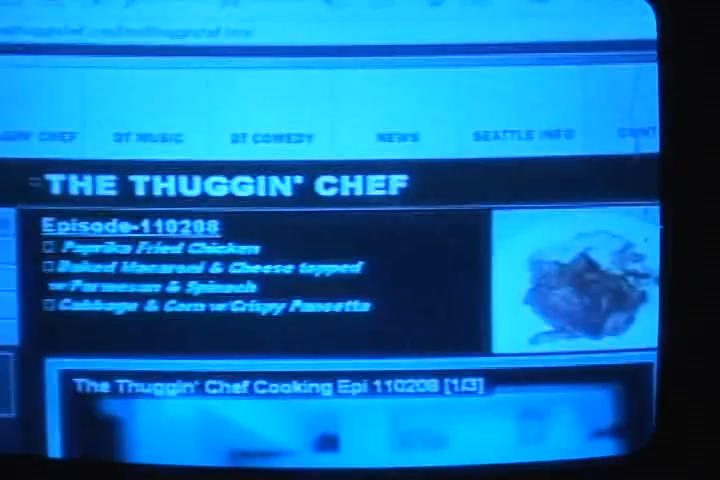 DT MUSIC DT COMEDY NEWS SEATTLE INFO
THE THUGGIN' CHEF
Episode-110208
Paprika Fried Chicken
Baked Macaroni & Cheese topped
w/Parmesan & Spinach
Cabbage & Corn w/Crispy Pancetta
The Thuggin' Chef Cooking Epi 110208 [1/3]